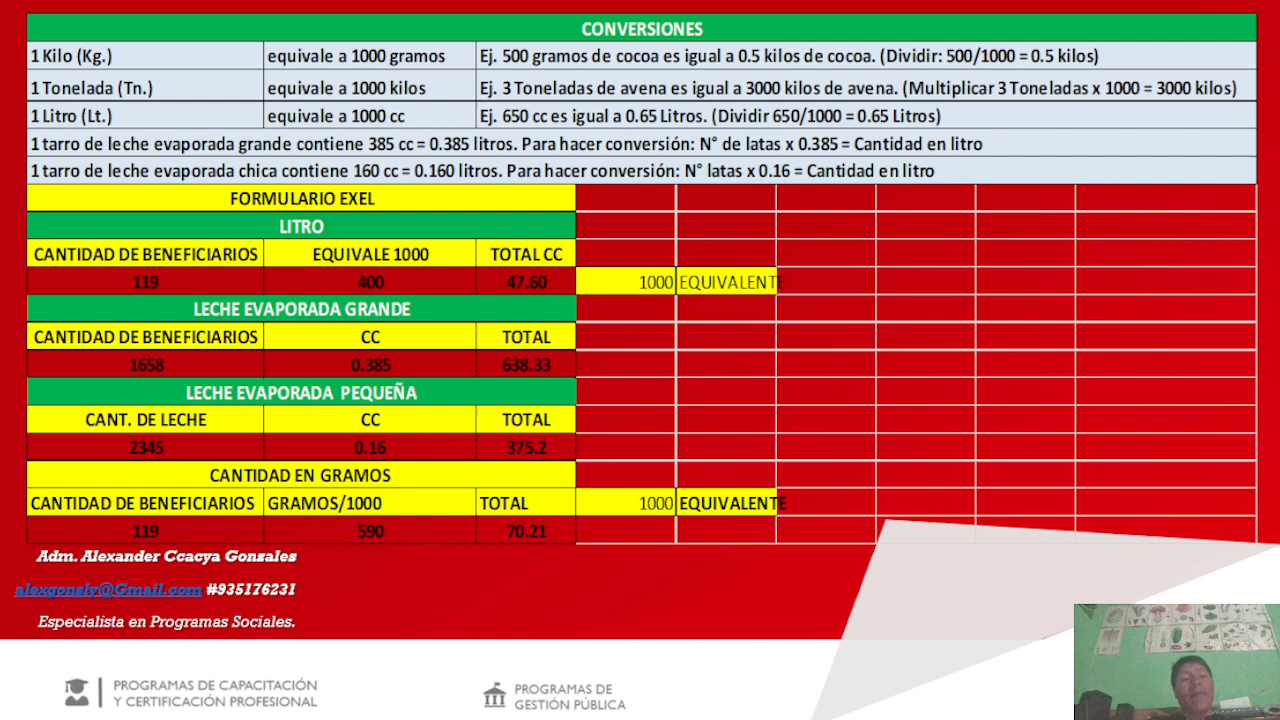 CONVERSIONES
1 Kilo (Kg.) equivale a 1000 gramos Ej. 500 gramos de cocoa es igual a 0.5 kilos de cocoa. (Dividir: 500/1000 = 0.5 kilos)
1 Tonelada (Tn.) equivale a 1000 kilos Ej. 3 Toneladas de avena es igual a 3000 kilos de avena. (Multiplicar 3 Toneladas x 1000 = 3000 kilos)
1 Litro (Lt.) equivale a 1000 cc Ej. 650 cc es igual a 0.65 Litros. (Dividir 650/1000 = 0.65 Litros)
1 tarro de leche evaporada grande contiene 385 cc = 0.385 litros. Para hacer conversión: N° de latas x 0.385 = Cantidad en litro
1 tarro de leche evaporada chica contiene 160 cc = 0.160 litros. Para hacer conversión: N° latas x 0.16 = Cantidad en litro
FORMULARIO EXEL
LITRO
CANTIDAD DE BENEFICIARIOS EQUIVALE 1000 TOTAL CC
119 400 47.60 1000 EQUIVALENTE
LECHE EVAPORADA GRANDE
CANTIDAD DE BENEFICIARIOS CC TOTAL
1658 0.385 638.33
LECHE EVAPORADA PEQUEÑA
CANT. DE LECHE CC TOTAL
2345 0.16 375.2
CANTIDAD EN GRAMOS
CANTIDAD DE BENEFICIARIOS GRAMOS/1000 TOTAL 1000 EQUIVALENTE
119 590 70.21
Adm. Alexander Ccacya Gonzales
alexgonsly@Gmail.com #935176231
Especialista en Programas Sociales.
PROGRAMAS DE CAPACITACIÓN
Y CERTIFICACIÓN PROFESIONAL
PROGRAMAS DE
GESTIÓN PÚBLICA